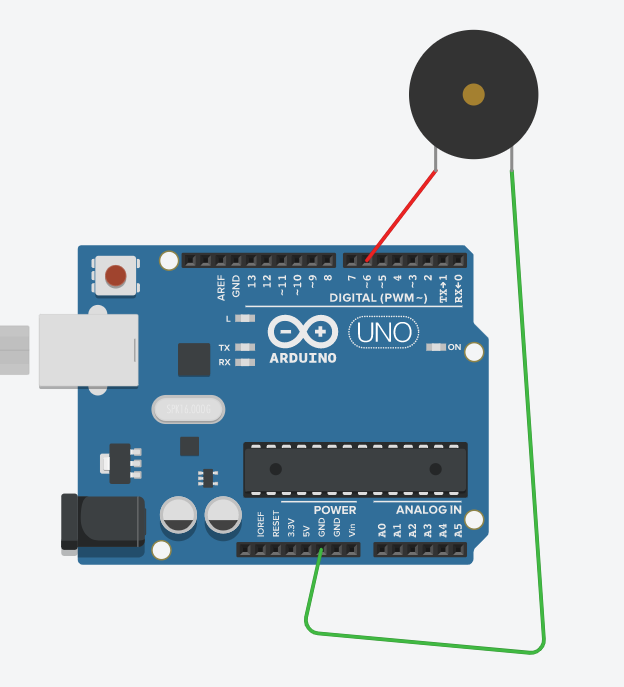 AREF
GND
13
12
~11
~10
~9
8
7
~6
~5
4
~3
2
TX→1
RX←0
DIGITAL (PWM~)
L
TX
RX
ARDUINO
UNO
ON
POWER
ANALOG IN
IOREF
RESET
3.3V
5V
GND
GND
Vin
A0
A1
A2
A3
A4
A5